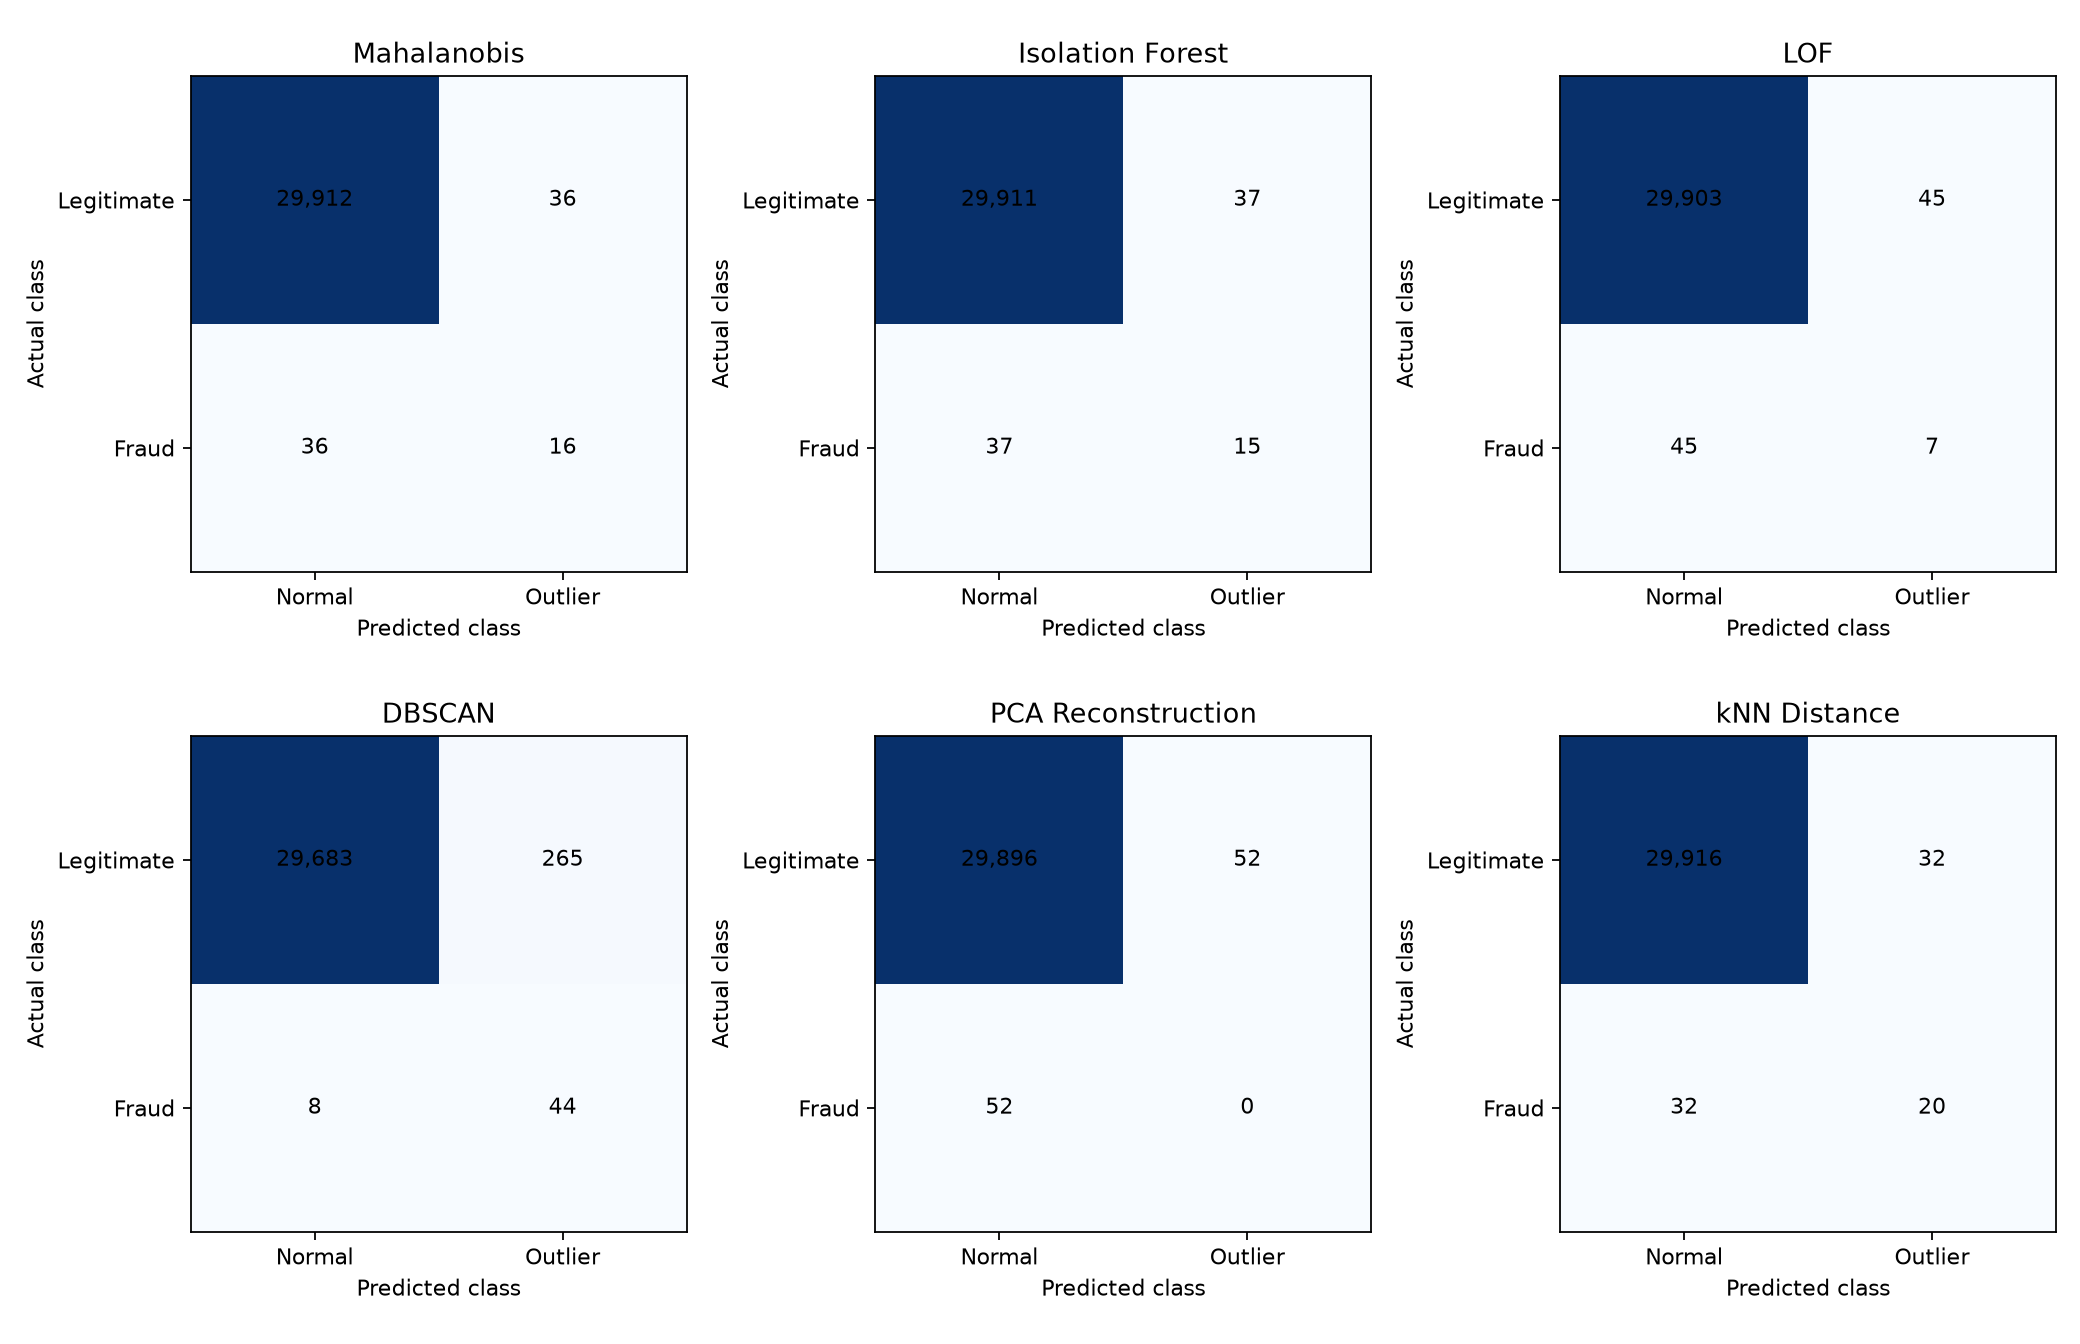 Mahalanobis
Isolation Forest
LOF
Actual class
Legitimate
29,912
36
Fraud
36
16
Normal
Outlier
Predicted class
Actual class
Legitimate
29,911
37
Fraud
37
15
Normal
Outlier
Predicted class
Actual class
Legitimate
29,903
45
Fraud
45
7
Normal
Outlier
Predicted class
DBSCAN
PCA Reconstruction
kNN Distance
Actual class
Legitimate
29,683
265
Fraud
8
44
Normal
Outlier
Predicted class
Actual class
Legitimate
29,896
52
Fraud
52
0
Normal
Outlier
Predicted class
Actual class
Legitimate
29,916
32
Fraud
32
20
Normal
Outlier
Predicted class